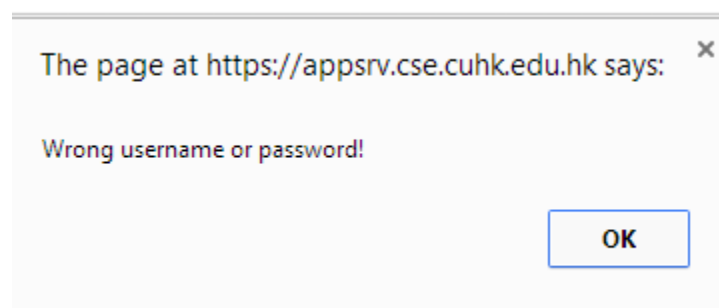 The page at https://appsrv.cse.cuhk.edu.hk says:
Wrong username or password!
OK